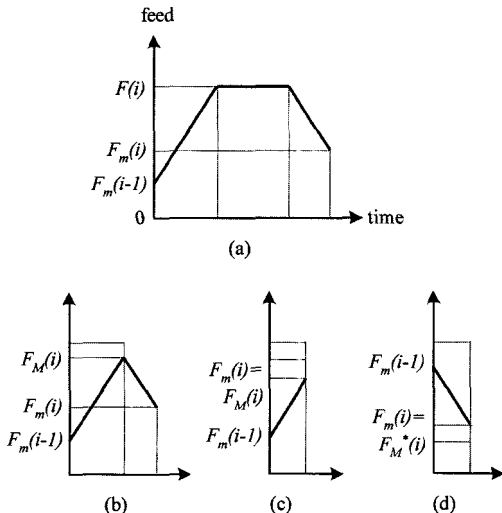 feed
F(i)
F_m(i)
F_m(i-1)
0
time
(a)
F_M(i)
F_m(i)
F_m(i-1)
(b)
F_m(i)=
F_M(i)
F_m(i-1)
(c)
F_m(i-1)
F_m(i)=
F_M^*(i)
(d)